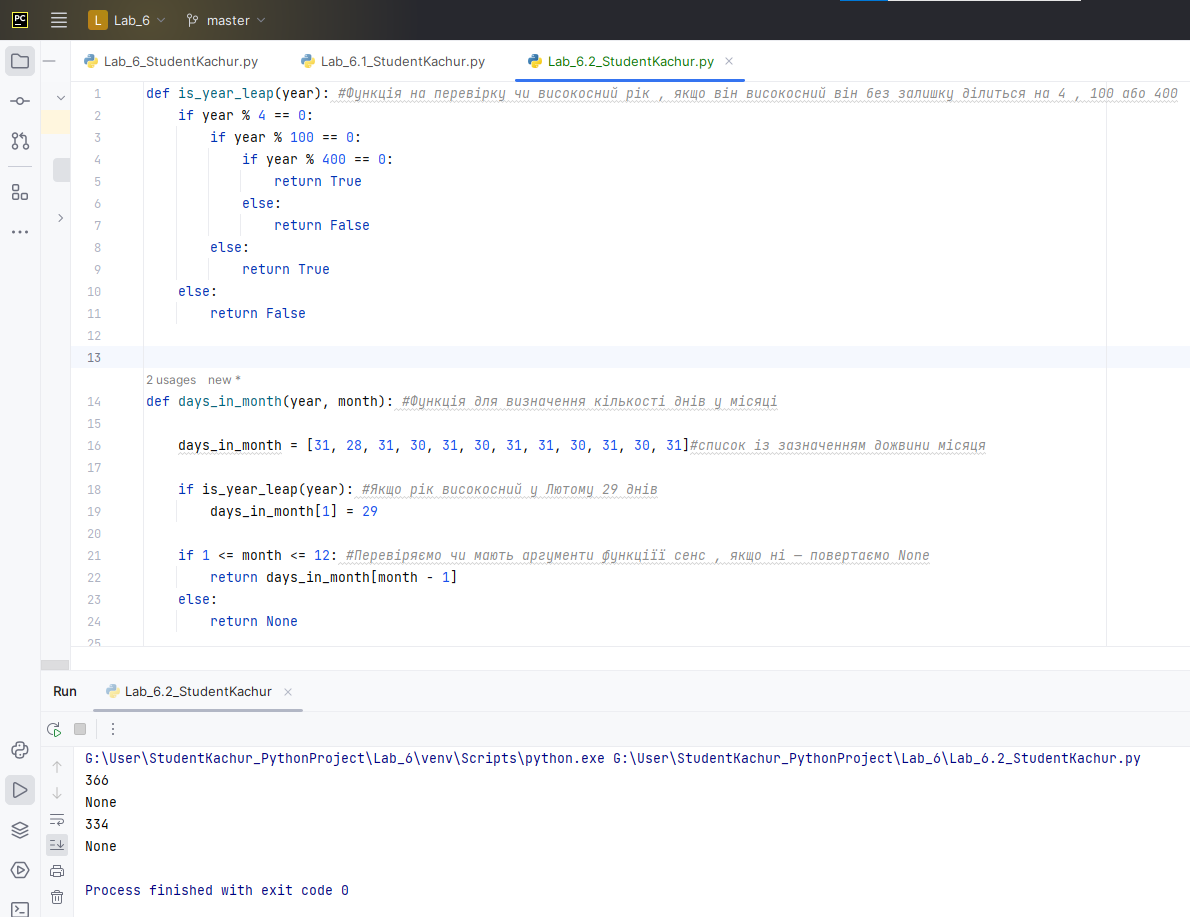 PC L Lab_6 master
Lab_6_StudentKachur.py Lab_6.1_StudentKachur.py Lab_6.2_StudentKachur.py
1 def is_year_leap(year): #Функція на перевірку чи високосний рік , якщо він високосний він без залишку ділиться на 4 , 100 або 400
2 if year % 4 == 0:
3 if year % 100 == 0:
4 if year % 400 == 0:
5 return True
6 else:
7 return False
8 else:
9 return True
10 else:
11 return False
12
13
2 usages new *
14 def days_in_month(year, month): #Функція для визначення кількості днів у місяці
15
16 days_in_month = [31, 28, 31, 30, 31, 30, 31, 31, 30, 31, 30, 31]#список із зазначенням дожвини місяця
17
18 if is_year_leap(year): #Якщо рік високосний у Лютому 29 днів
19 days_in_month[1] = 29
20
21 if 1 <= month <= 12: #Перевіряємо чи мають аргументи функціїї сенс , якщо ні – повертаємо None
22 return days_in_month[month - 1]
23 else:
24 return None
25
Run Lab_6.2_StudentKachur
G:\User\StudentKachur_PythonProject\Lab_6\venv\Scripts\python.exe G:\User\StudentKachur_PythonProject\Lab_6\Lab_6.2_StudentKachur.py
366
None
334
None
Process finished with exit code 0